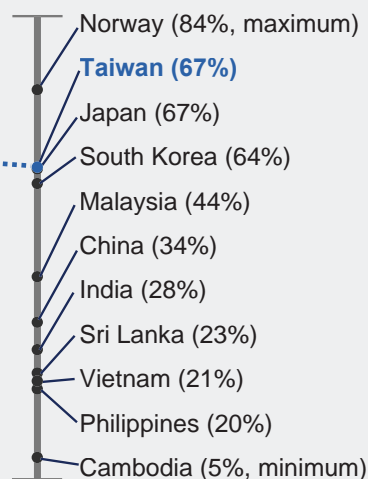 Norway (84%, maximum)
Taiwan (67%)
Japan (67%)
South Korea (64%)
Malaysia (44%)
China (34%)
India (28%)
Sri Lanka (23%)
Vietnam (21%)
Philippines (20%)
Cambodia (5%, minimum)